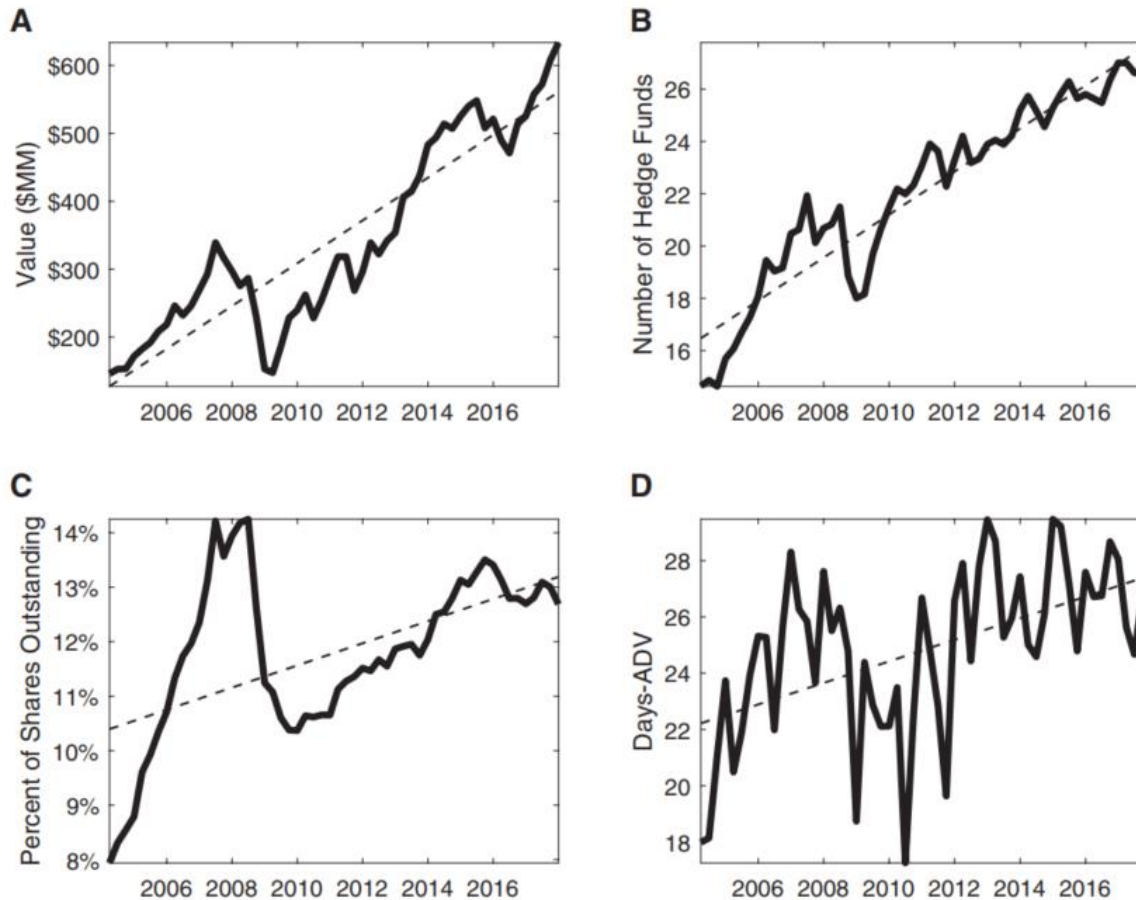 A
Value ($MM)
$600
$500
$400
$300
$200
2006 2008 2010 2012 2014 2016
B
Number of Hedge Funds
26
24
22
20
18
16
2006 2008 2010 2012 2014 2016
C
Percent of Shares Outstanding
14%
13%
12%
11%
10%
9%
8%
2006 2008 2010 2012 2014 2016
D
Days-ADV
28
26
24
22
20
18
2006 2008 2010 2012 2014 2016